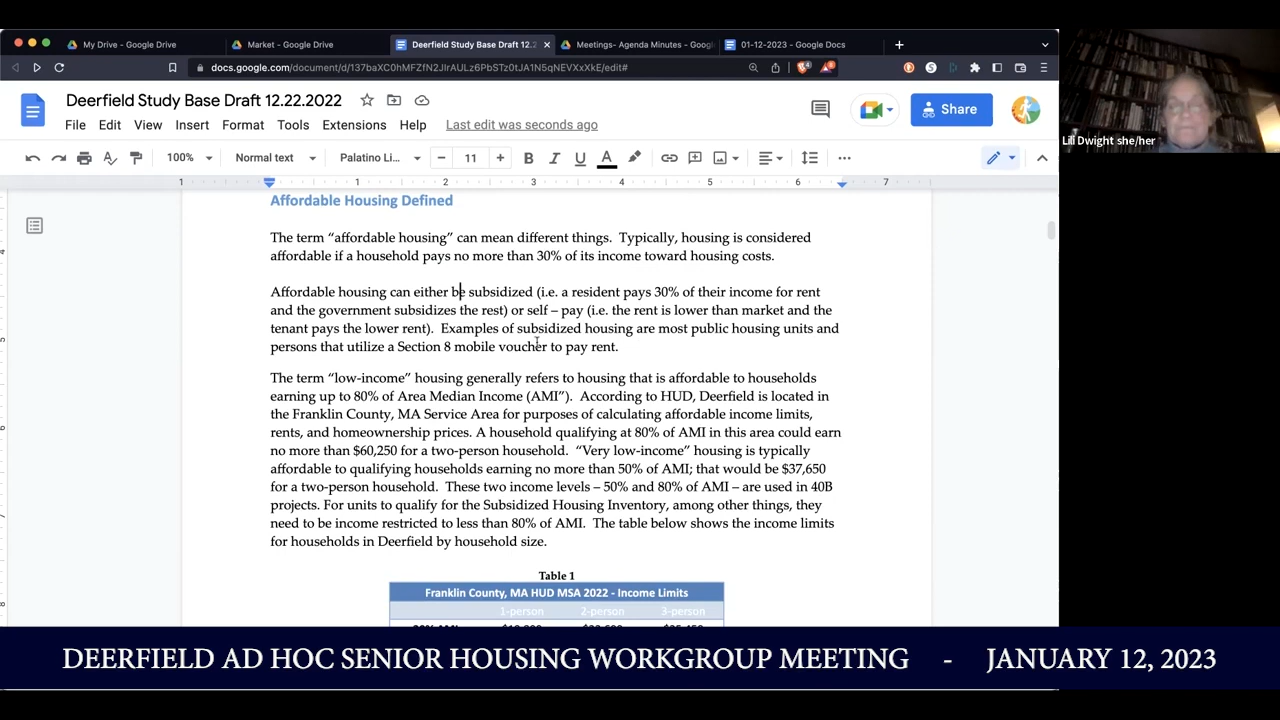 My Drive - Google Drive
Market - Google Drive
Deerfield Study Base Draft 12.2
Meetings- Agenda Minutes - Googl
01-12-2023 - Google Docs
docs.google.com/document/d/137baXC0hMFZfN2JlrAULz6PbSTz0tJA1N5qNEVXxXkE/edit#
Deerfield Study Base Draft 12.22.2022
Share
File Edit View Insert Format Tools Extensions Help Last edit was seconds ago
100% Normal text Palatino Li... 11 B I U A
1 1 2 3 4 5 6 7
Affordable Housing Defined
The term “affordable housing” can mean different things. Typically, housing is considered
affordable if a household pays no more than 30% of its income toward housing costs.
Affordable housing can either be subsidized (i.e. a resident pays 30% of their income for rent
and the government subsidizes the rest) or self – pay (i.e. the rent is lower than market and the
tenant pays the lower rent). Examples of subsidized housing are most public housing units and
persons that utilize a Section 8 mobile voucher to pay rent.
The term “low-income” housing generally refers to housing that is affordable to households
earning up to 80% of Area Median Income (AMI”). According to HUD, Deerfield is located in
the Franklin County, MA Service Area for purposes of calculating affordable income limits,
rents, and homeownership prices. A household qualifying at 80% of AMI in this area could earn
no more than $60,250 for a two-person household. “Very low-income” housing is typically
affordable to qualifying households earning no more than 50% of AMI; that would be $37,650
for a two-person household. These two income levels – 50% and 80% of AMI – are used in 40B
projects. For units to qualify for the Subsidized Housing Inventory, among other things, they
need to be income restricted to less than 80% of AMI. The table below shows the income limits
for households in Deerfield by household size.
Table 1
Franklin County, MA HUD MSA 2022 - Income Limits
1-person 2-person 3-person
Lili Dwight she/her
DEERFIELD AD HOC SENIOR HOUSING WORKGROUP MEETING - JANUARY 12, 2023